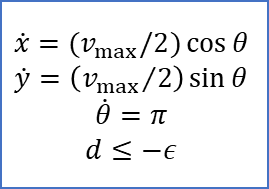 ẋ = (v_max/2) cos θ
ẏ = (v_max/2) sin θ
θ̇ = π
d ≤ −ϵ